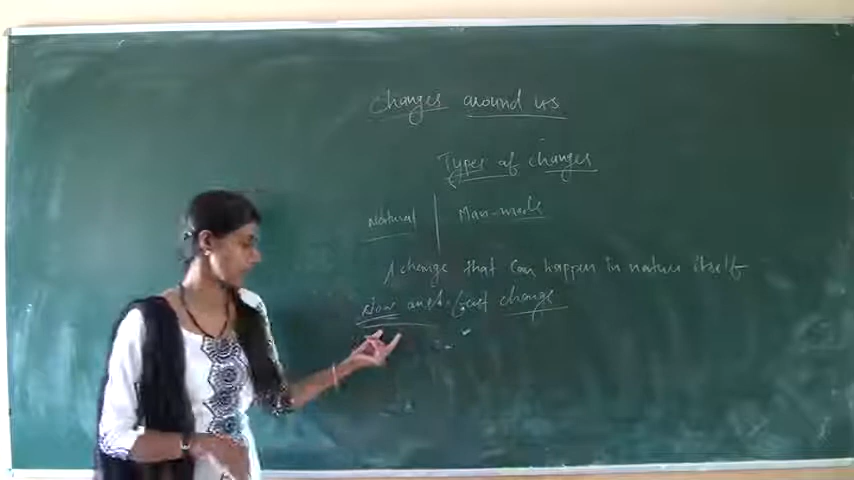 Changes around us
Types of changes
Natural | Man-made
A change that can happen in nature itself
slow and fast change